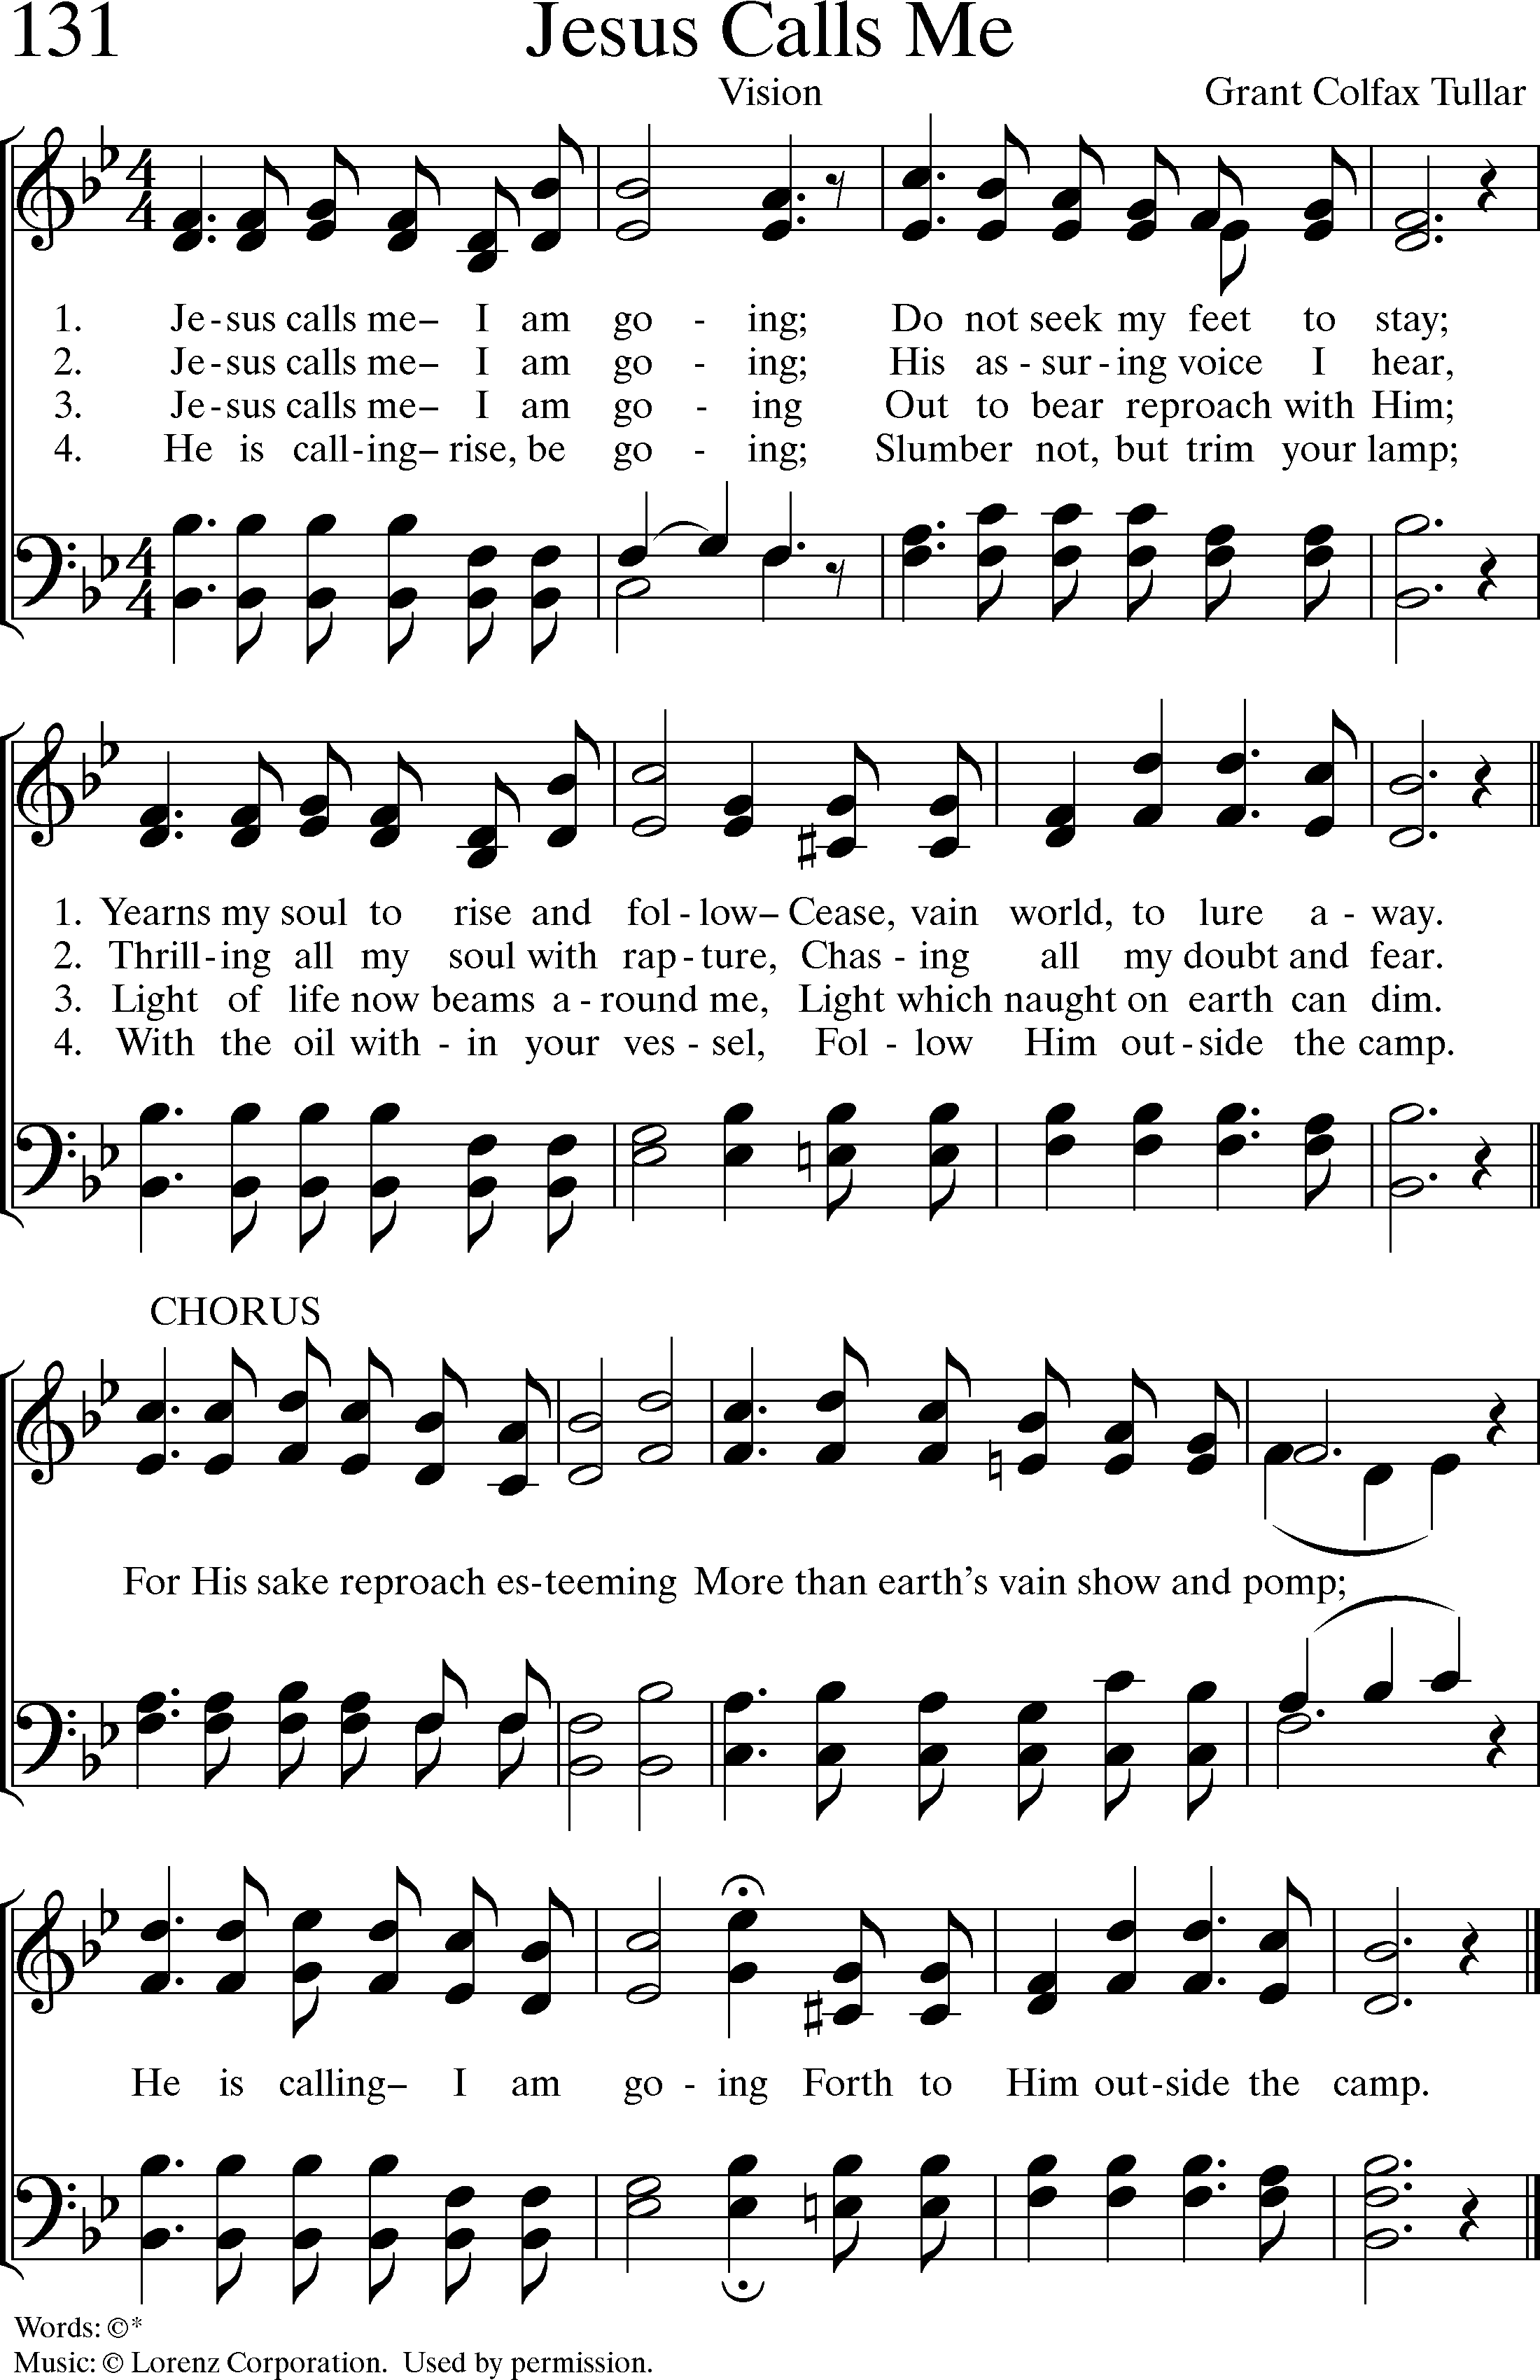 131 Jesus Calls Me
Vision Grant Colfax Tullar
1. Je-sus calls me– I am go - ing; Do not seek my feet to stay;
2. Je-sus calls me– I am go - ing; His as - sur - ing voice I hear,
3. Je-sus calls me– I am go - ing Out to bear reproach with Him;
4. He is call-ing– rise, be go - ing; Slumber not, but trim your lamp;
1. Yearns my soul to rise and fol - low– Cease, vain world, to lure a - way.
2. Thrill-ing all my soul with rap - ture, Chas - ing all my doubt and fear.
3. Light of life now beams a - round me, Light which naught on earth can dim.
4. With the oil with - in your ves - sel, Fol - low Him out - side the camp.
CHORUS
For His sake reproach es-teeming More than earth's vain show and pomp;
He is calling– I am go - ing Forth to Him out-side the camp.
Words: ©*
Music: © Lorenz Corporation. Used by permission.